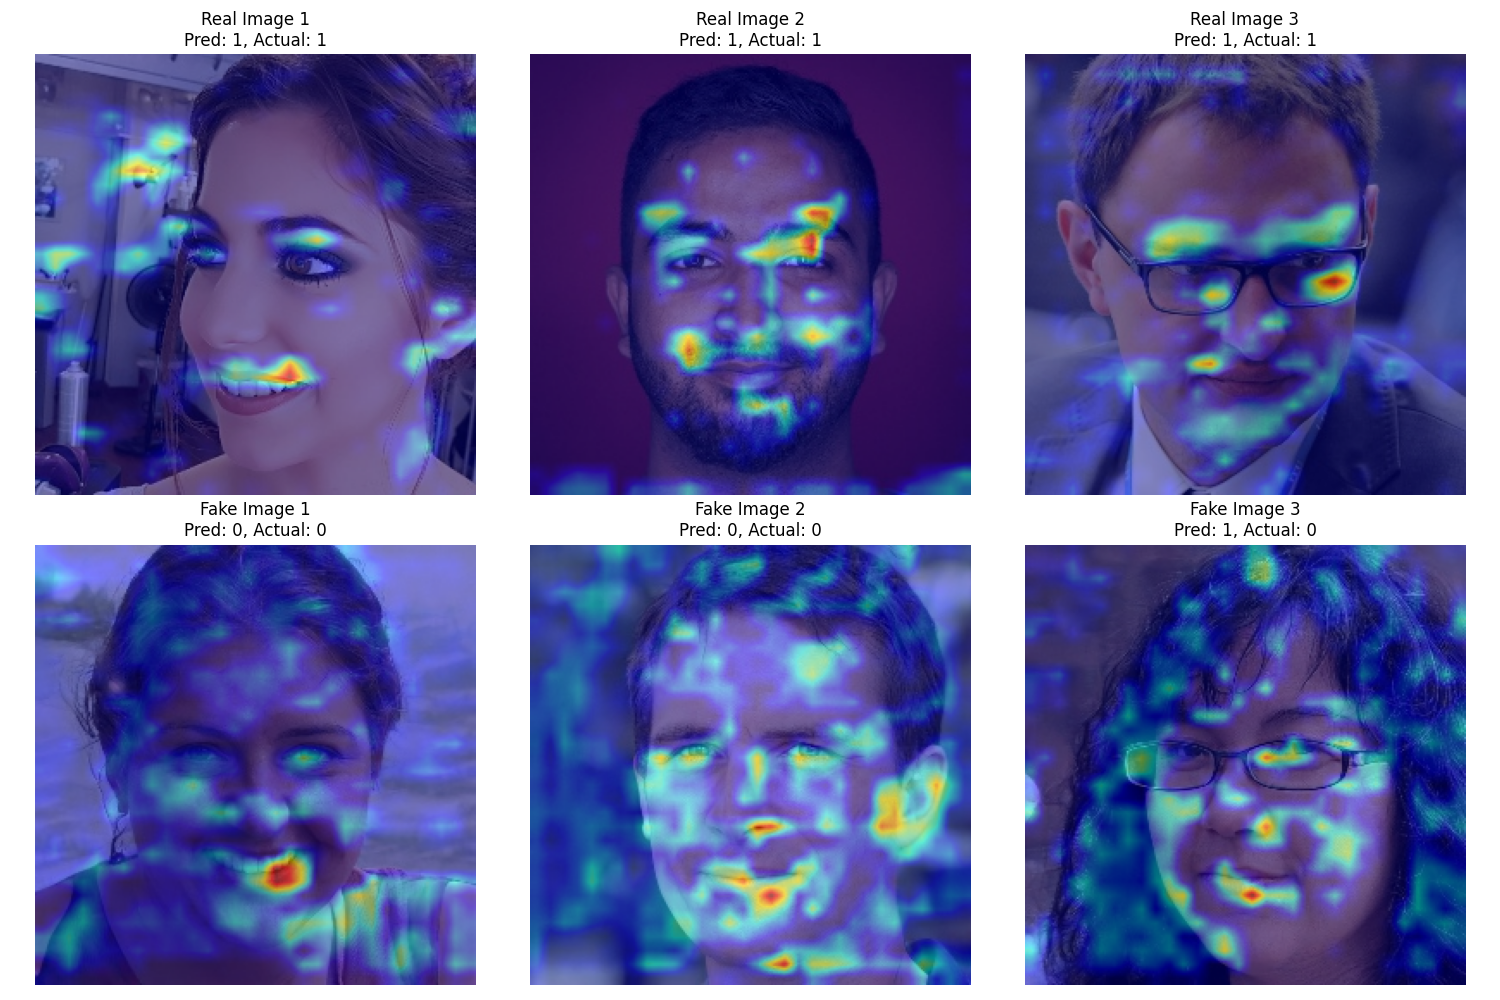 Real Image 1
Pred: 1, Actual: 1
Real Image 2
Pred: 1, Actual: 1
Real Image 3
Pred: 1, Actual: 1
Fake Image 1
Pred: 0, Actual: 0
Fake Image 2
Pred: 0, Actual: 0
Fake Image 3
Pred: 1, Actual: 0